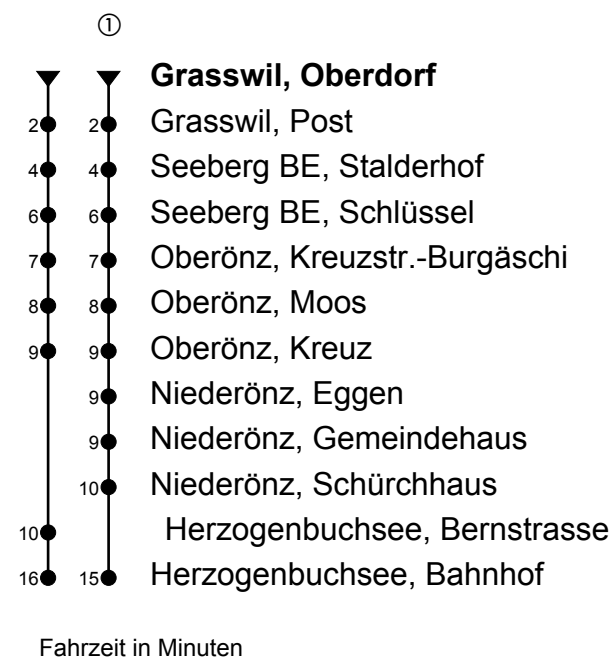 ①
Grasswil, Oberdorf
2 2 Grasswil, Post
4 4 Seeberg BE, Stalderhof
6 6 Seeberg BE, Schlüssel
7 7 Oberönz, Kreuzstr.-Burgäschi
8 8 Oberönz, Moos
9 9 Oberönz, Kreuz
9 Niederönz, Eggen
9 Niederönz, Gemeindehaus
10 Niederönz, Schürchhaus
10 Herzogenbuchsee, Bernstrasse
16 15 Herzogenbuchsee, Bahnhof
Fahrzeit in Minuten